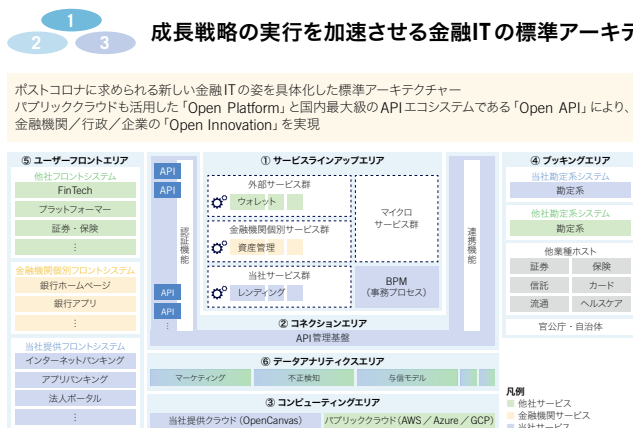 1
2
3
成長戦略の実行を加速させる金融ITの標準アーキテ
ポストコロナに求められる新しい金融ITの姿を具体化した標準アーキテクチャー
パブリッククラウドも活用した「Open Platform」と国内最大級のAPIエコシステムである「Open API」により、
金融機関／行政／企業の「Open Innovation」を実現
⑤ ユーザーフロントエリア
他社フロントシステム
FinTech
プラットフォーマー
証券・保険
⋮
金融機関個別フロントシステム
銀行ホームページ
銀行アプリ
⋮
当社提供フロントシステム
インターネットバンキング
アプリバンキング
法人ポータル
⋮
API
API
API
API
⋮
認証機能
① サービスラインアップエリア
外部サービス群
ウォレット
金融機関個別サービス群
資産管理
当社サービス群
レンディング
マイクロ
サービス群
BPM
（事務プロセス）
連携機能
② コネクションエリア
API管理基盤
⑥ データアナリティクスエリア
マーケティング
不正検知
与信モデル
③ コンピューティングエリア
当社提供クラウド（OpenCanvas）
パブリッククラウド（AWS／Azure／GCP）
④ ブッキングエリア
当社勘定系システム
勘定系
他社勘定系システム
勘定系
他業種ホスト
証券
保険
信託
カード
流通
ヘルスケア
官公庁・自治体
凡例
他社サービス
金融機関サービス
当社サービス